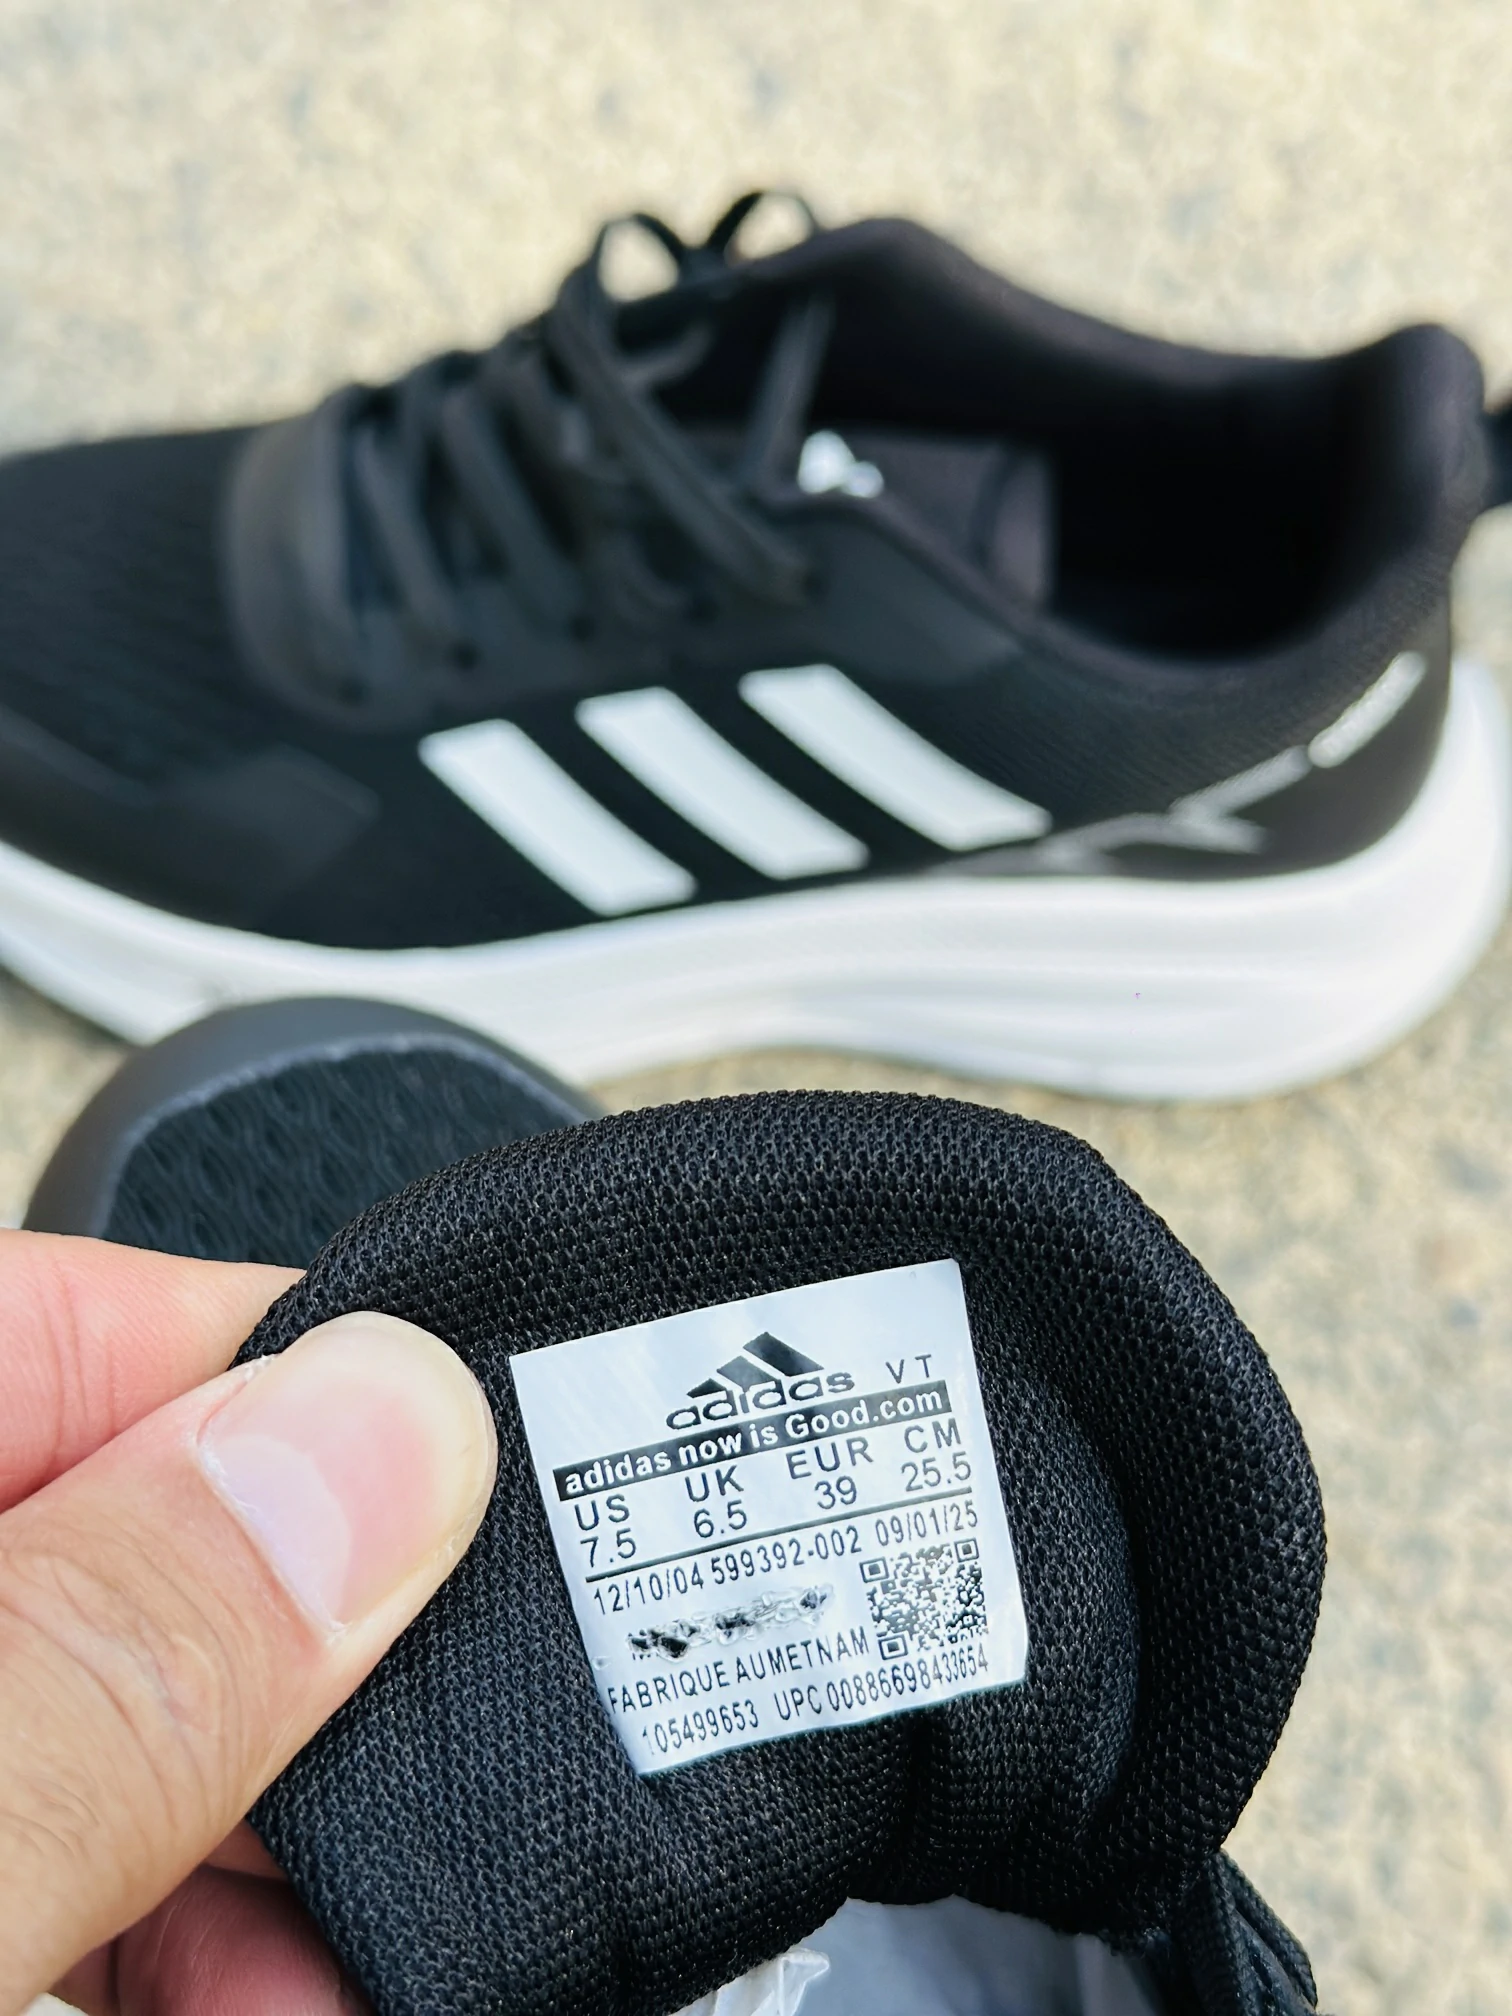 adidas VT
adidas now is Good.com
US UK EUR CM
7.5 6.5 39 25.5
12/10/04 599392-002 09/01/25
FABRIQUE AUMETNAM
105499653 UPC 00886698433654